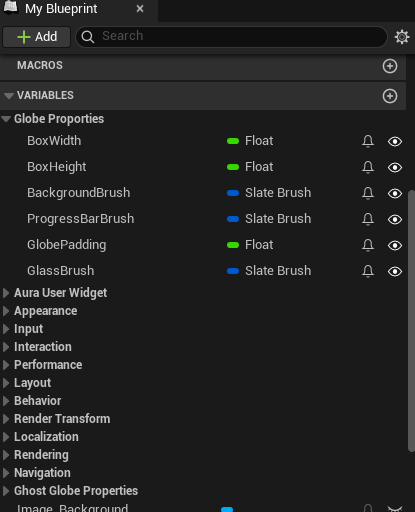 My Blueprint ×
Add Search
MACROS
VARIABLES
Globe Proporties
BoxWidth Float
BoxHeight Float
BackgroundBrush Slate Brush
ProgressBarBrush Slate Brush
GlobePadding Float
GlassBrush Slate Brush
Aura User Widget
Appearance
Input
Interaction
Performance
Layout
Behavior
Render Transform
Localization
Rendering
Navigation
Ghost Globe Properties
Image_Background